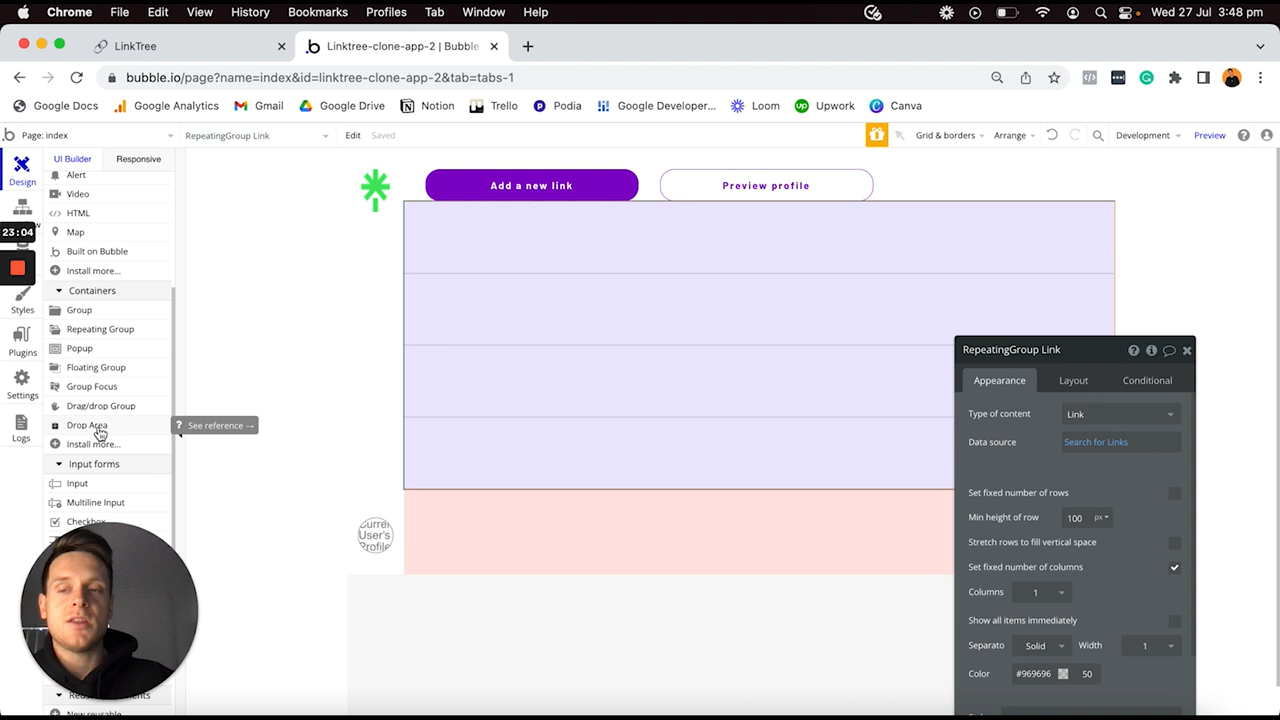 Chrome File Edit View History Bookmarks Profiles Tab Window Help Wed 27 Jul 3:48 pm
LinkTree Linktree-clone-app-2 | Bubble
bubble.io/page?name=index&id=linktree-clone-app-2&tab=tabs-1
Google Docs Google Analytics Gmail Google Drive Notion Trello Podia Google Developer... Loom Upwork Canva
Page: index RepeatingGroup Link Edit Saved Grid & borders Arrange Development Preview
UI Builder Responsive
Design
Alert
Video
HTML
Map
Built on Bubble
Install more...
Containers
Group
Repeating Group
Popup
Floating Group
Group Focus
Drag/drop Group
Drop Area
See reference →
Install more...
Input forms
Input
Multiline Input
Checkbox
23:04
Styles
Plugins
Settings
Logs
Add a new link Preview profile
User's
Profile
RepeatingGroup Link
Appearance Layout Conditional
Type of content Link
Data source Search for Links
Set fixed number of rows
Min height of row 100 px
Stretch rows to fill vertical space
Set fixed number of columns
Columns 1
Show all items immediately
Separato Solid Width 1
Color #969696 50